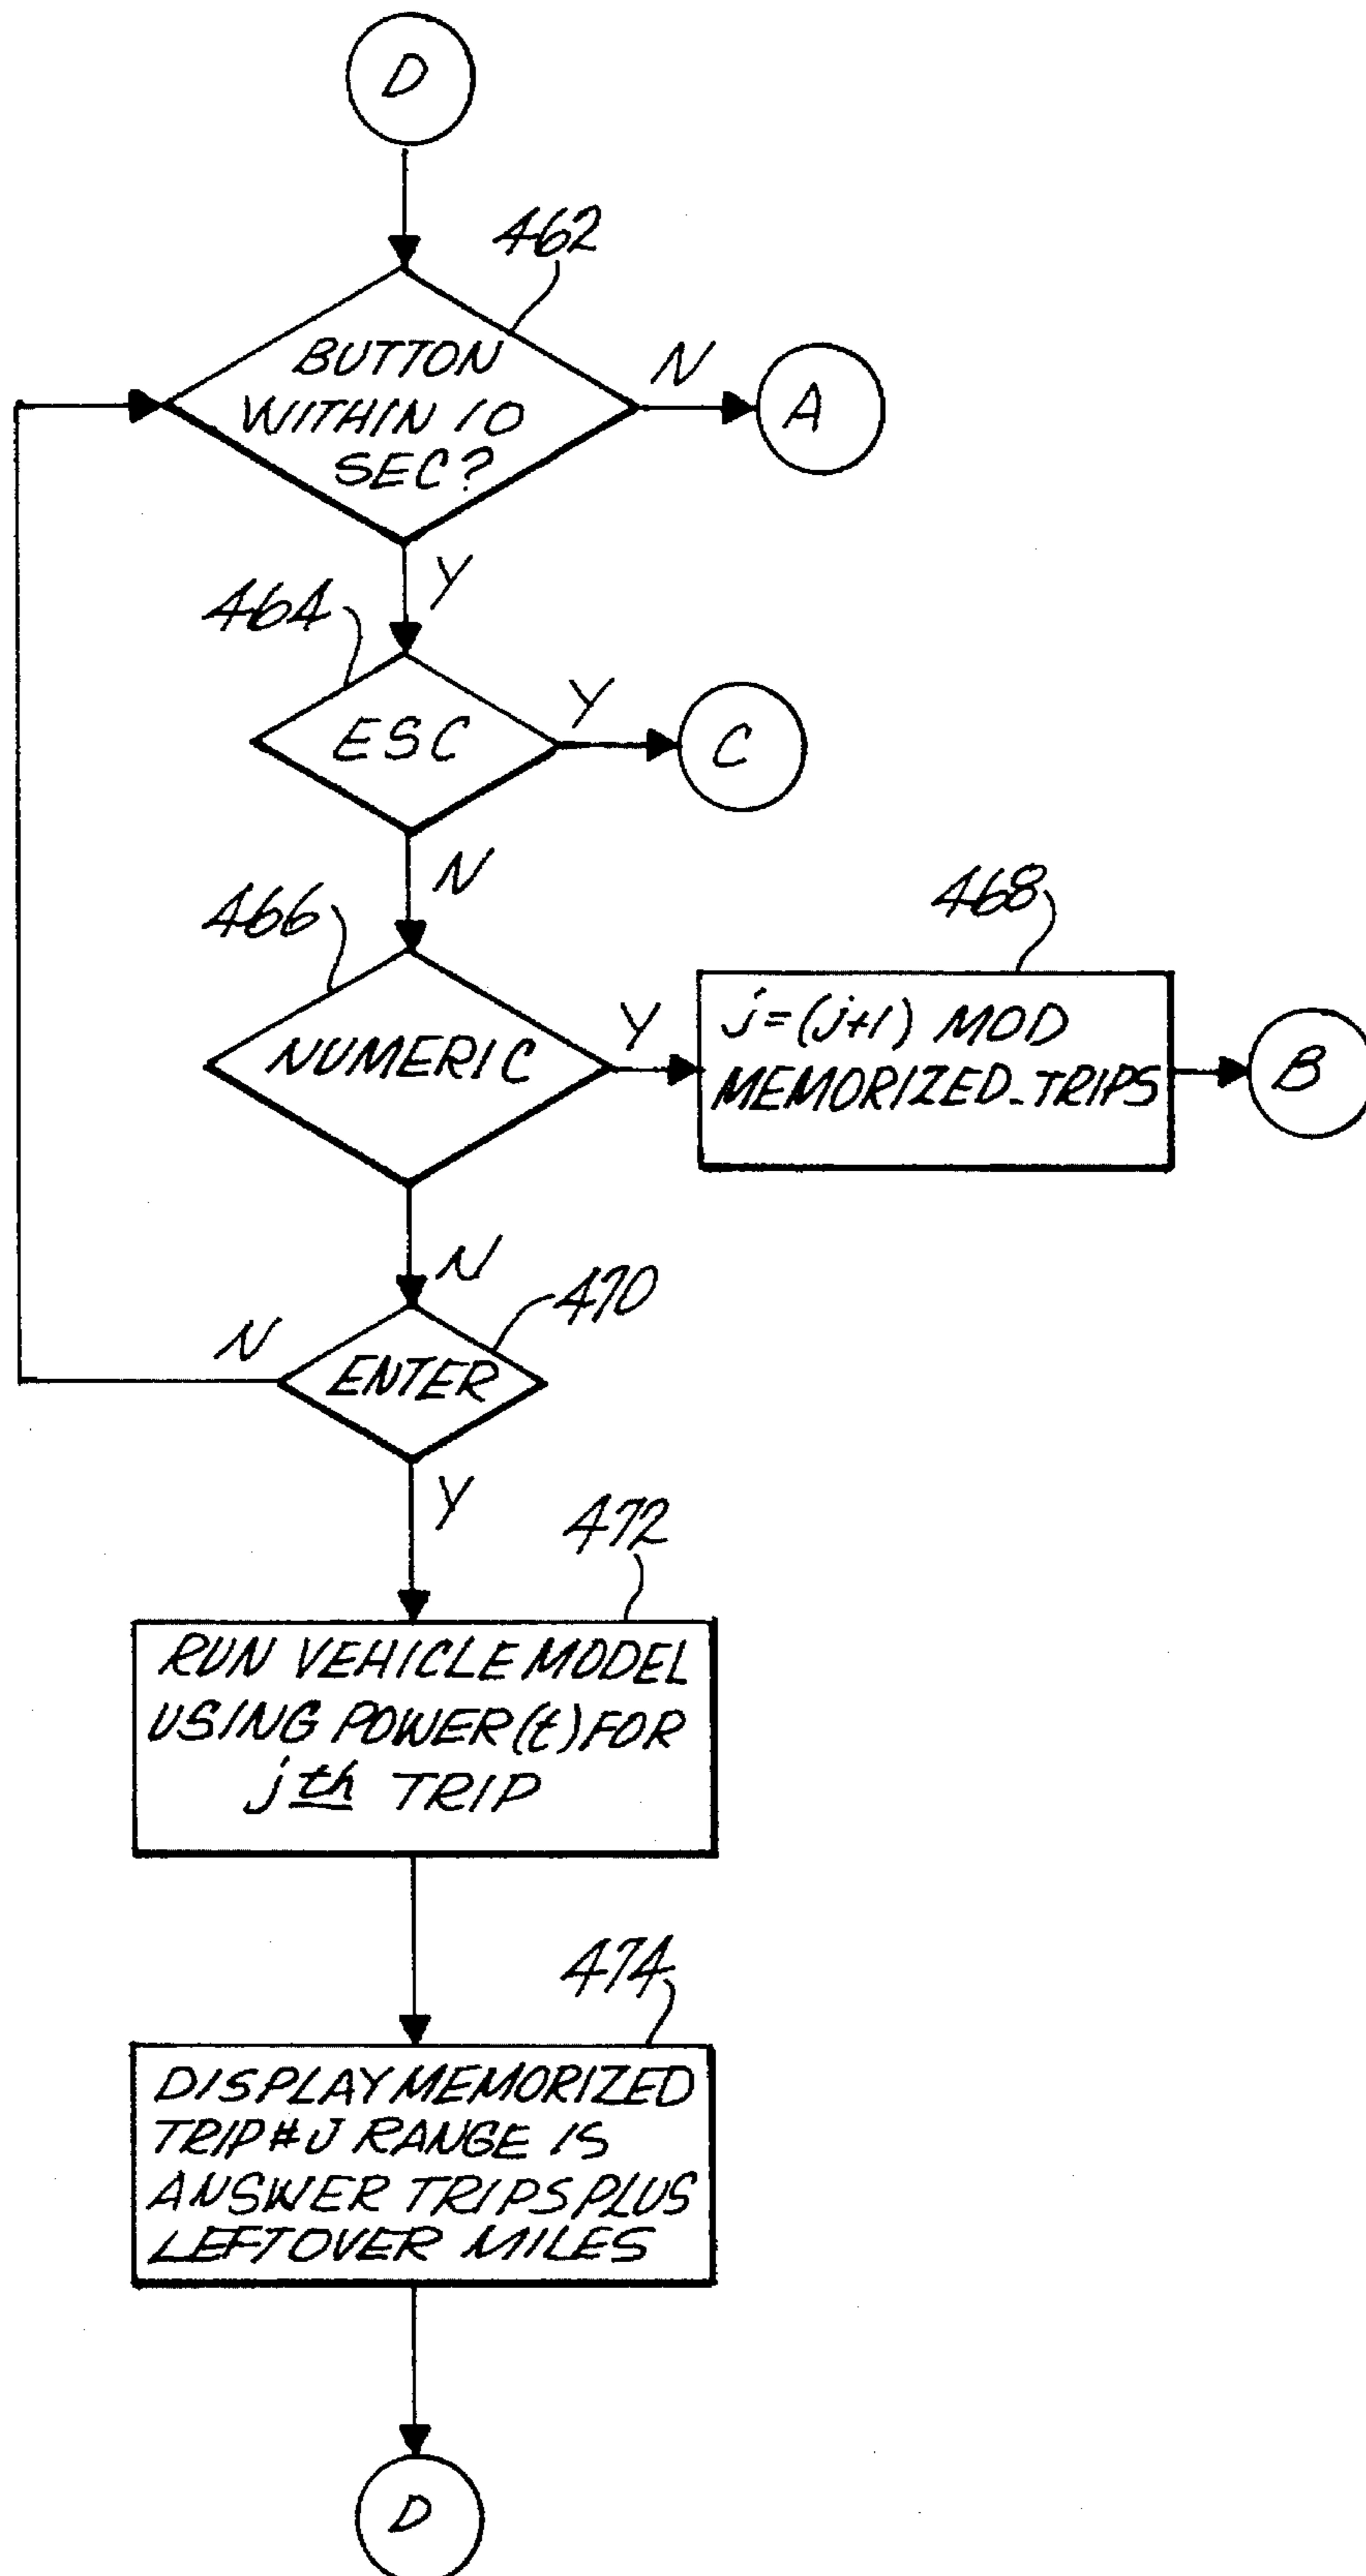 D
462
BUTTON
WITHIN 10
SEC?
N
A
Y
464
ESC
Y
C
N
466
NUMERIC
Y
468
j=(j+1) MOD
MEMORIZED_TRIPS
B
N
470
ENTER
N
Y
472
RUN VEHICLE MODEL
USING POWER(t) FOR
jth TRIP
474
DISPLAY MEMORIZED
TRIP#J RANGE IS
ANSWER TRIPS PLUS
LEFTOVER MILES
D